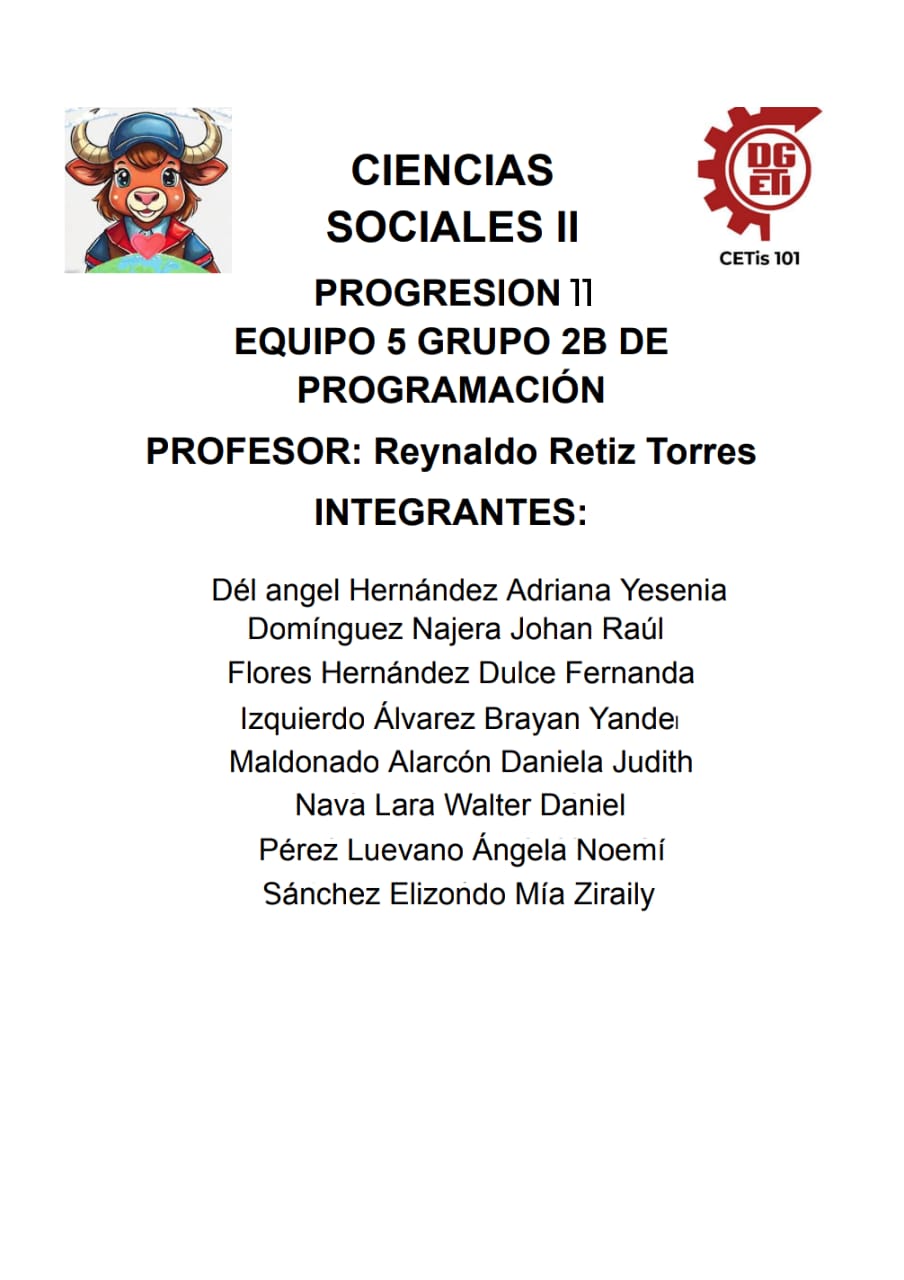 CIENCIAS
SOCIALES II
DG
ETi
CETis 101
PROGRESION 11
EQUIPO 5 GRUPO 2B DE
PROGRAMACIÓN
PROFESOR: Reynaldo Retiz Torres
INTEGRANTES:
Dél angel Hernández Adriana Yesenia
Domínguez Najera Johan Raúl
Flores Hernández Dulce Fernanda
Izquierdo Álvarez Brayan Yandel
Maldonado Alarcón Daniela Judith
Nava Lara Walter Daniel
Pérez Luevano Ángela Noemí
Sánchez Elizondo Mía Ziraily